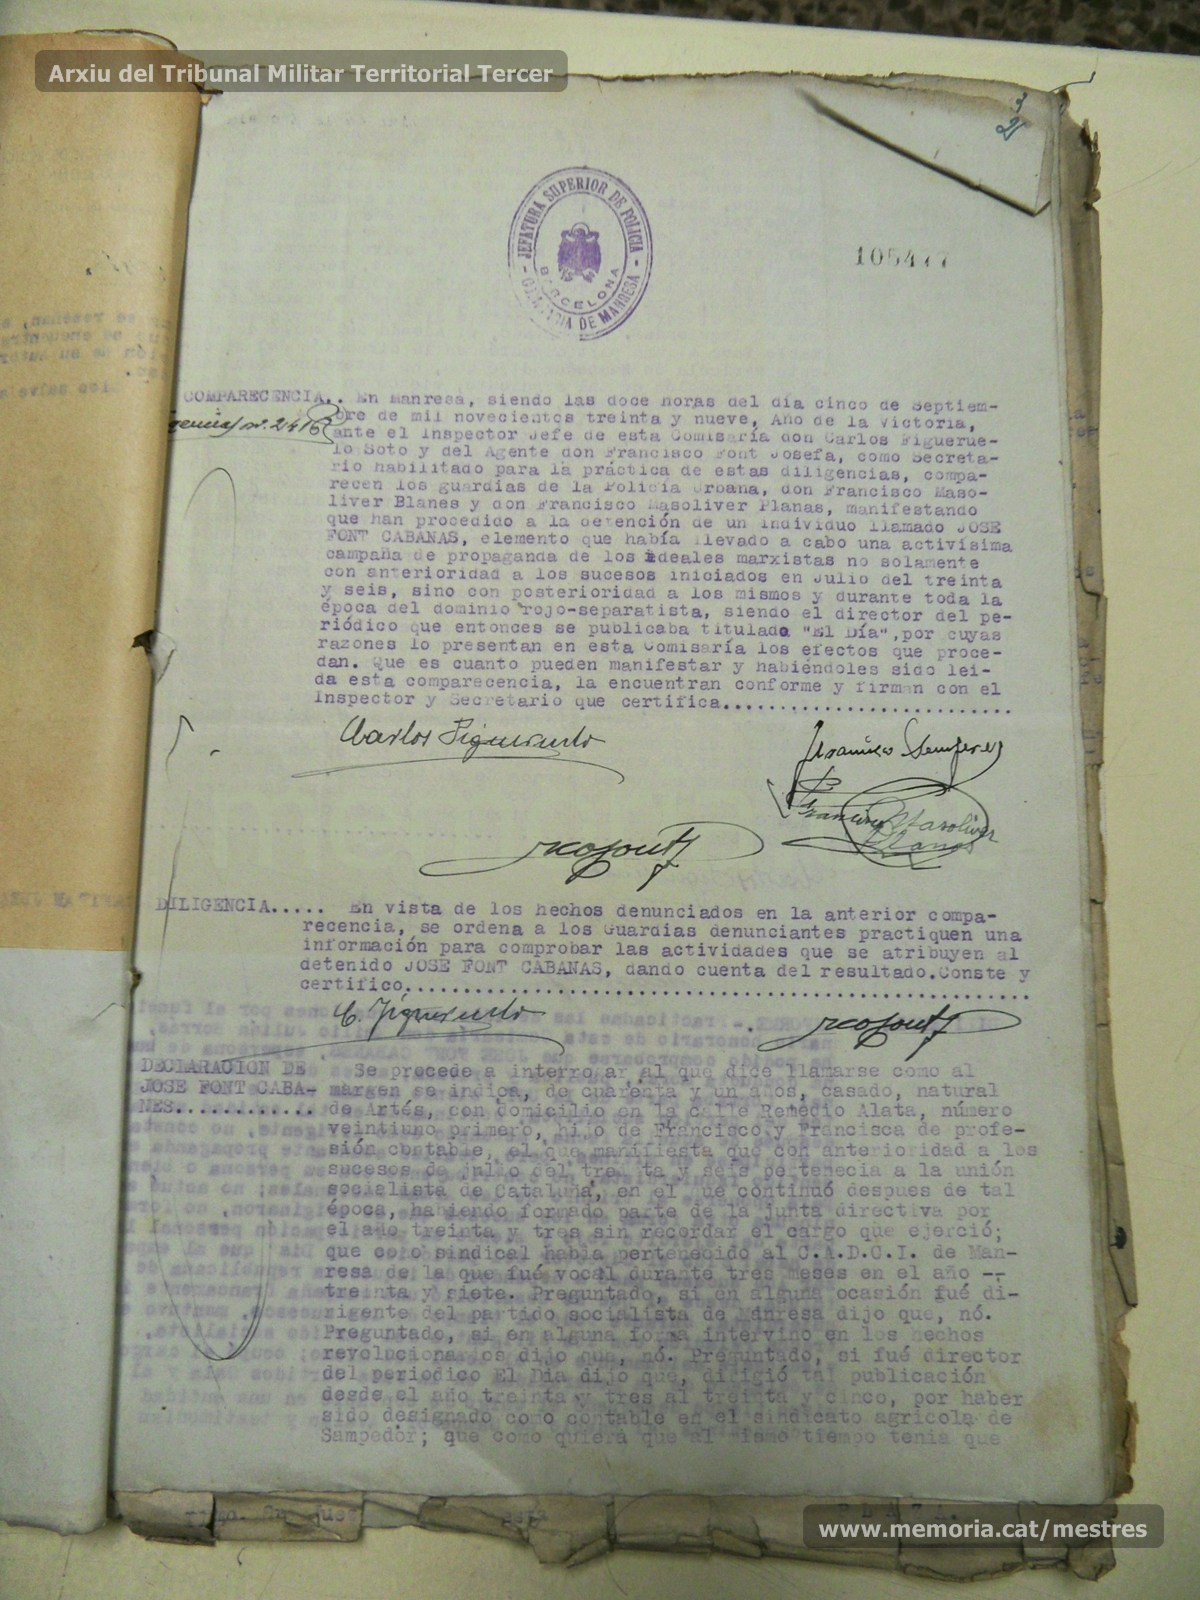 Arxiu del Tribunal Militar Territorial Tercer
2
JEFATURA SUPERIOR DE POLICIA
BARCELONA
COMISARIA DE MANRESA
105477
COMPARECENCIA.. En Manresa, siendo las doce horas del día cinco de Septiem-
bre de mil novecientos treinta y nueve, Año de la Victoria,
ante el Inspector Jefe de esta Comisaría don Carlos Figuerue-
lo Soto y del Agente don Francisco Font Josefa, como Secreta-
rio habilitado para la práctica de estas diligencias, compa-
recen los guardias de la Policía Urbana, don Francisco Maso-
liver Blanes y don Francisco Masoliver Planas, manifestando
que han procedido a la detención de un individuo llamado JOSE
FONT CABANAS, elemento que había llevado a cabo una activísima
campaña de propaganda de los ideales marxistas no solamente
con anterioridad a los sucesos iniciados en Julio del treinta
y seis, sino con posterioridad a los mismos y durante toda la
época del dominio rojo-separatista, siendo el director del pe-
riódico que entonces se publicaba titulado "El Día",por cuyas
razones lo presentan en esta Comisaría los efectos que proce-
dan. Que es cuanto pueden manifestar y habiéndoles sido leí-
da esta comparecencia, la encuentran conforme y firman con el
Inspector y Secretario que certifica...........................
Carlos Figueruelo
Francisco
Francisco Masoliver
Planas
DILIGENCIA..... En vista de los hechos denunciados en la anterior compa-
recencia, se ordena a los Guardias denunciantes practiquen una
información para comprobar las actividades que se atribuyen al
detenido JOSE FONT CABANAS, dando cuenta del resultado.Conste y
certifico...............................................................
C. Figueruelo
DECLARACION DE Se procede a interrogar al que dice llamarse como al
JOSE FONT CABA- margen se indica, de cuarenta y un años, casado, natural
NES............ de Artés, con domicilio en la calle Remedio Alata, número
veintiuno primero, hijo de Francisco y Francisca de profe-
sión contable, el que manifiesta que con anterioridad a los
sucesos de julio del treinta y seis pertenecia a la unión
socialista de Cataluña, en el que continuó despues de tal
época, habiendo formado parte de la junta directiva por
el año treinta y tres sin recordar el cargo que ejerció;
que como sindical habia pertenecido al C.A.D.C.I. de Man-
resa de la que fué vocal durante tres meses en el año --
treinta y siete. Preguntado, si en alguna ocasión fué di-
rigente del partido socialista de Manresa dijo que, nó.
Preguntado, si en alguna forma intervino en los hechos
revolucionarios dijo que, nó. Preguntado, si fué director
del periodico El Dia dijo que, dirigió tal publicación
desde el año treinta y tres al treinta y cinco, por haber
sido designado como contable en el sindicato agricola de
Sampedor; que como quiera que al mismo tiempo tenia que
www.memoria.cat/mestres